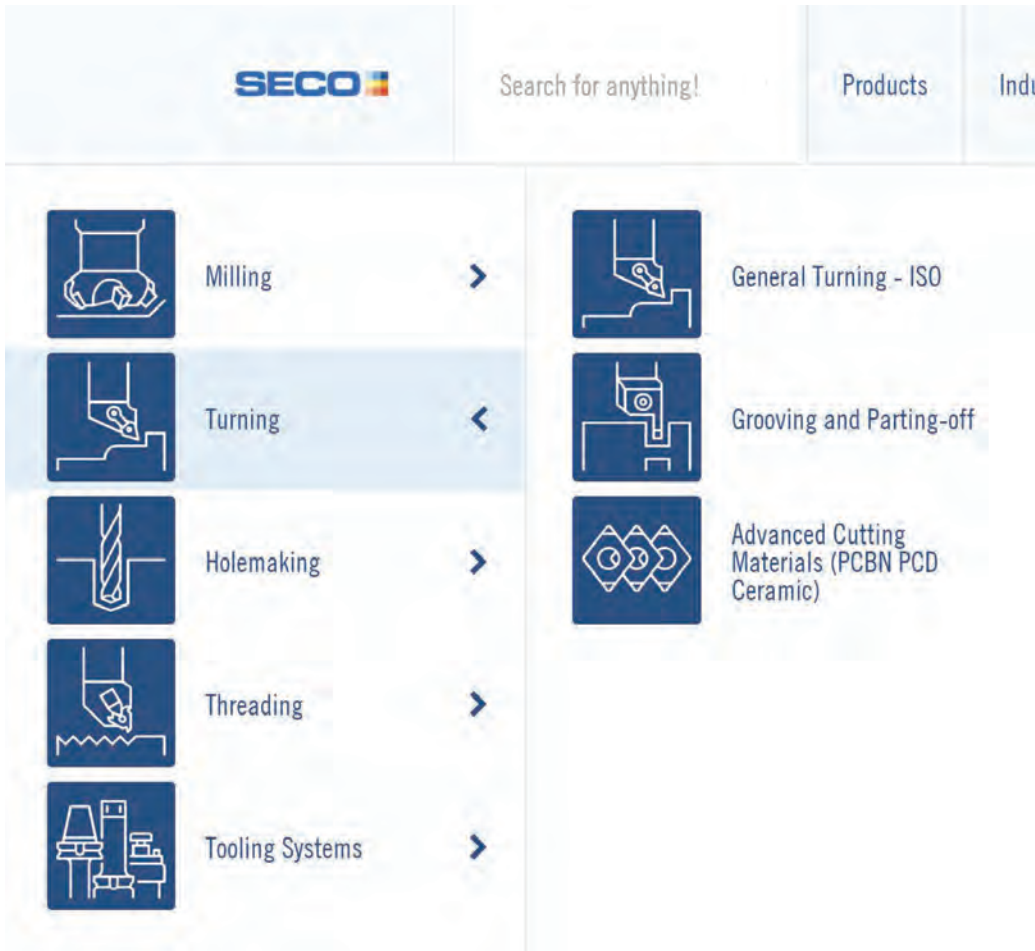 SECO
Search for anything!
Products
Milling
Turning
Holemaking
Threading
Tooling Systems
General Turning - ISO
Grooving and Parting-off
Advanced Cutting
Materials (PCBN PCD
Ceramic)